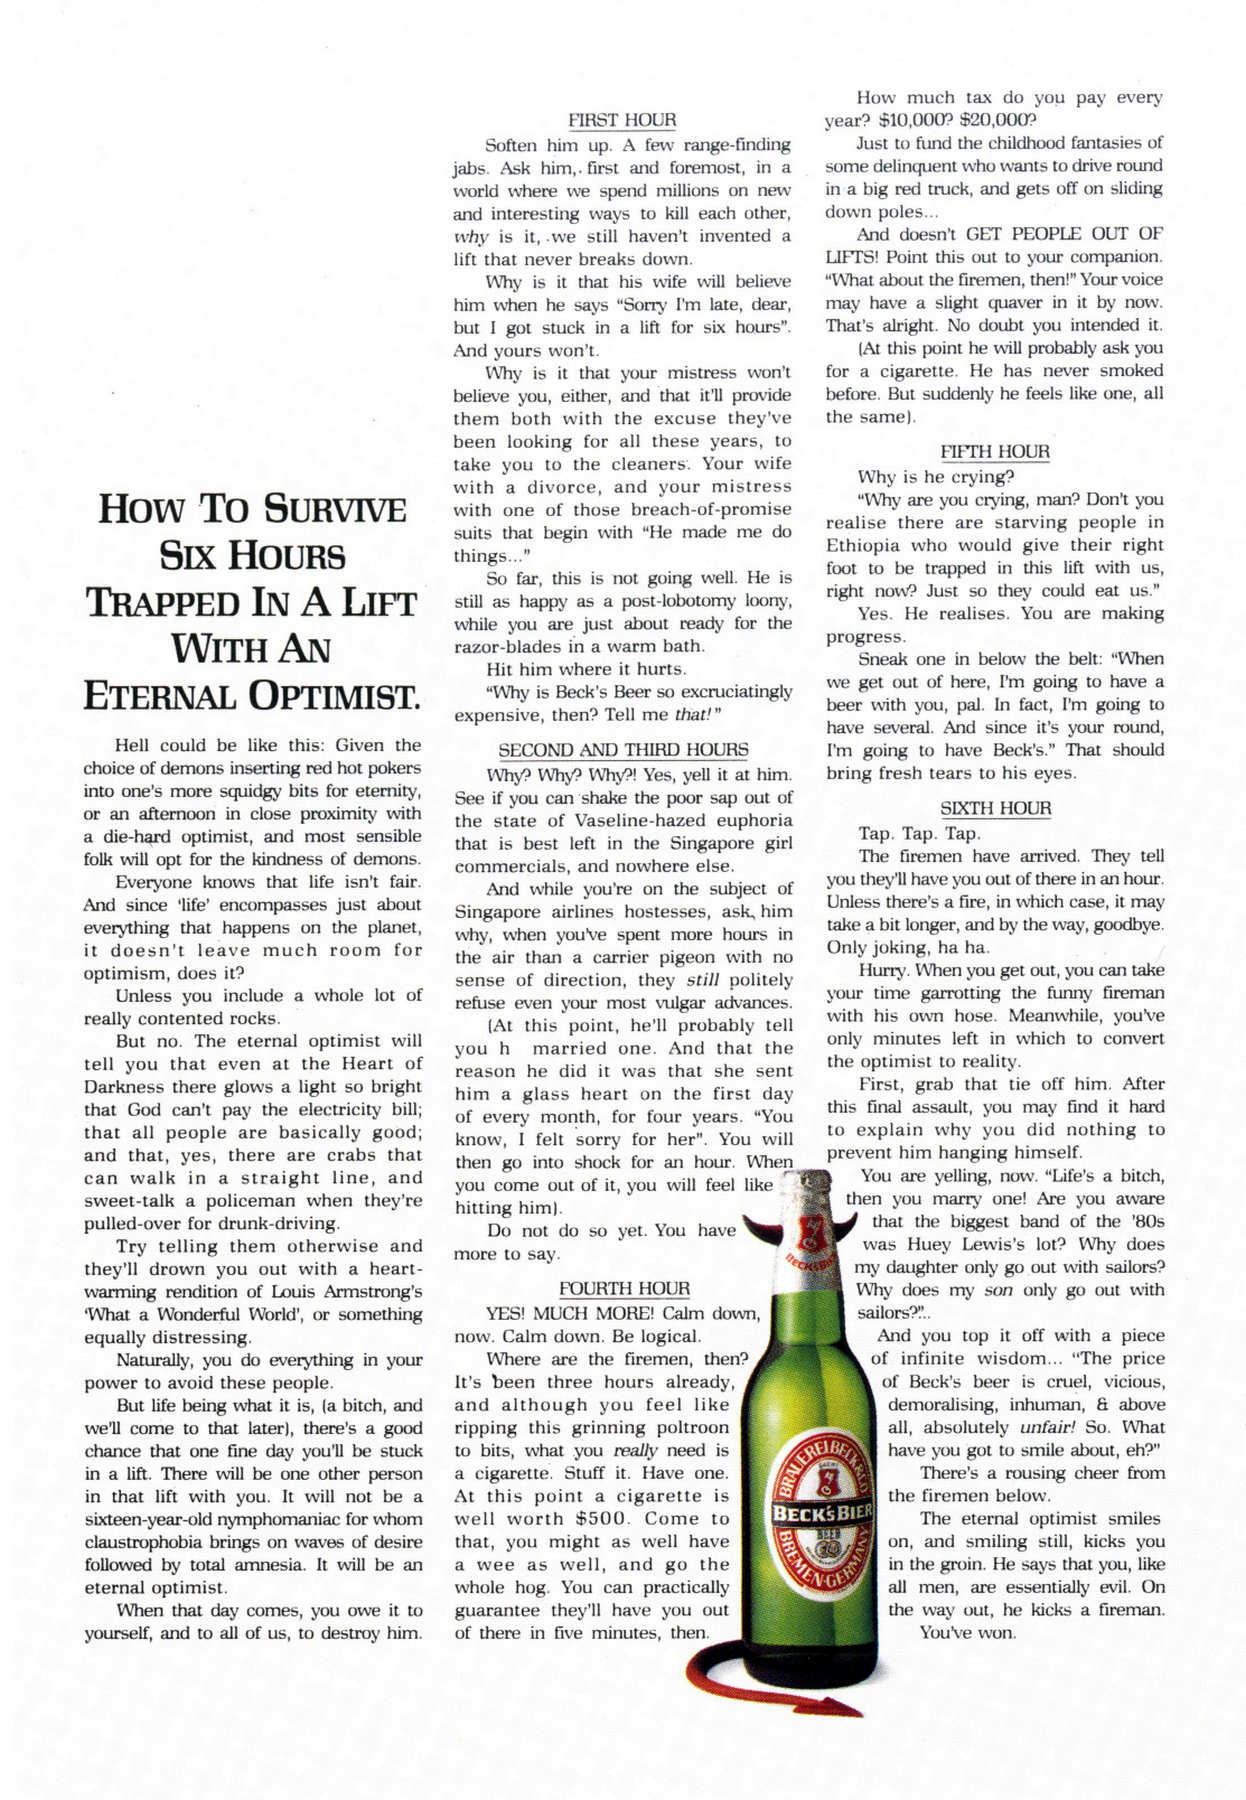 HOW TO SURVIVE
SIX HOURS
TRAPPED IN A LIFT
WITH AN
ETERNAL OPTIMIST.
Hell could be like this: Given the
choice of demons inserting red hot pokers
into one's more squidgy bits for eternity,
or an afternoon in close proximity with
a die-hard optimist, and most sensible
folk will opt for the kindness of demons.
Everyone knows that life isn't fair.
And since 'life' encompasses just about
everything that happens on the planet,
it doesn't leave much room for
optimism, does it?
Unless you include a whole lot of
really contented rocks.
But no. The eternal optimist will
tell you that even at the Heart of
Darkness there glows a light so bright
that God can't pay the electricity bill;
that all people are basically good;
and that, yes, there are crabs that
can walk in a straight line, and
sweet-talk a policeman when they're
pulled-over for drunk-driving.
Try telling them otherwise and
they'll drown you out with a heart-
warming rendition of Louis Armstrong's
'What a Wonderful World', or something
equally distressing.
Naturally, you do everything in your
power to avoid these people.
But life being what it is, (a bitch, and
we'll come to that later), there's a good
chance that one fine day you'll be stuck
in a lift. There will be one other person
in that lift with you. It will not be a
sixteen-year-old nymphomaniac for whom
claustrophobia brings on waves of desire
followed by total amnesia. It will be an
eternal optimist.
When that day comes, you owe it to
yourself, and to all of us, to destroy him.
FIRST HOUR
Soften him up. A few range-finding
jabs. Ask him, first and foremost, in a
world where we spend millions on new
and interesting ways to kill each other,
why is it, we still haven't invented a
lift that never breaks down.
Why is it that his wife will believe
him when he says "Sorry I'm late, dear,
but I got stuck in a lift for six hours".
And yours won't.
Why is it that your mistress won't
believe you, either, and that it'll provide
them both with the excuse they've
been looking for all these years, to
take you to the cleaners. Your wife
with a divorce, and your mistress
with one of those breach-of-promise
suits that begin with "He made me do
things..."
So far, this is not going well. He is
still as happy as a post-lobotomy loony,
while you are just about ready for the
razor-blades in a warm bath.
Hit him where it hurts.
"Why is Beck's Beer so excruciatingly
expensive, then? Tell me that!"
SECOND AND THIRD HOURS
Why? Why? Why?! Yes, yell it at him.
See if you can shake the poor sap out of
the state of Vaseline-hazed euphoria
that is best left in the Singapore girl
commercials, and nowhere else.
And while you're on the subject of
Singapore airlines hostesses, ask him
why, when you've spent more hours in
the air than a carrier pigeon with no
sense of direction, they still politely
refuse even your most vulgar advances.
(At this point, he'll probably tell
you h married one. And that the
reason he did it was that she sent
him a glass heart on the first day
of every month, for four years. "You
know, I felt sorry for her". You will
then go into shock for an hour. When
you come out of it, you will feel like
hitting him).
Do not do so yet. You have
more to say.
FOURTH HOUR
YES! MUCH MORE! Calm down,
now. Calm down. Be logical.
Where are the firemen, then?
It's been three hours already,
and although you feel like
ripping this grinning poltroon
to bits, what you really need is
a cigarette. Stuff it. Have one.
At this point a cigarette is
well worth $500. Come to
that, you might as well have
a wee as well, and go the
whole hog. You can practically
guarantee they'll have you out
of there in five minutes, then.
How much tax do you pay every
year? $10,000? $20,000?
Just to fund the childhood fantasies of
some delinquent who wants to drive round
in a big red truck, and gets off on sliding
down poles...
And doesn't GET PEOPLE OUT OF
LIFTS! Point this out to your companion.
"What about the firemen, then!" Your voice
may have a slight quaver in it by now.
That's alright. No doubt you intended it.
(At this point he will probably ask you
for a cigarette. He has never smoked
before. But suddenly he feels like one, all
the same).
FIFTH HOUR
Why is he crying?
"Why are you crying, man? Don't you
realise there are starving people in
Ethiopia who would give their right
foot to be trapped in this lift with us,
right now? Just so they could eat us."
Yes. He realises. You are making
progress.
Sneak one in below the belt: "When
we get out of here, I'm going to have a
beer with you, pal. In fact, I'm going to
have several. And since it's your round,
I'm going to have Beck's." That should
bring fresh tears to his eyes.
SIXTH HOUR
Tap. Tap. Tap.
The firemen have arrived. They tell
you they'll have you out of there in an hour.
Unless there's a fire, in which case, it may
take a bit longer, and by the way, goodbye.
Only joking, ha ha.
Hurry. When you get out, you can take
your time garrotting the funny fireman
with his own hose. Meanwhile, you've
only minutes left in which to convert
the optimist to reality.
First, grab that tie off him. After
this final assault, you may find it hard
to explain why you did nothing to
prevent him hanging himself.
You are yelling, now. "Life's a bitch,
then you marry one! Are you aware
that the biggest band of the '80s
was Huey Lewis's lot? Why does
my daughter only go out with sailors?
Why does my son only go out with
sailors?"...
And you top it off with a piece
of infinite wisdom... "The price
of Beck's beer is cruel, vicious,
demoralising, inhuman, & above
all, absolutely unfair! So. What
have you got to smile about, eh?"
There's a rousing cheer from
the firemen below.
The eternal optimist smiles
on, and smiling still, kicks you
in the groin. He says that you, like
all men, are essentially evil. On
the way out, he kicks a fireman.
You've won.
BECK'S BIER
BRAUEREI BECK & CO
BECK'S BIER
BEER
BREMEN·GERMANY